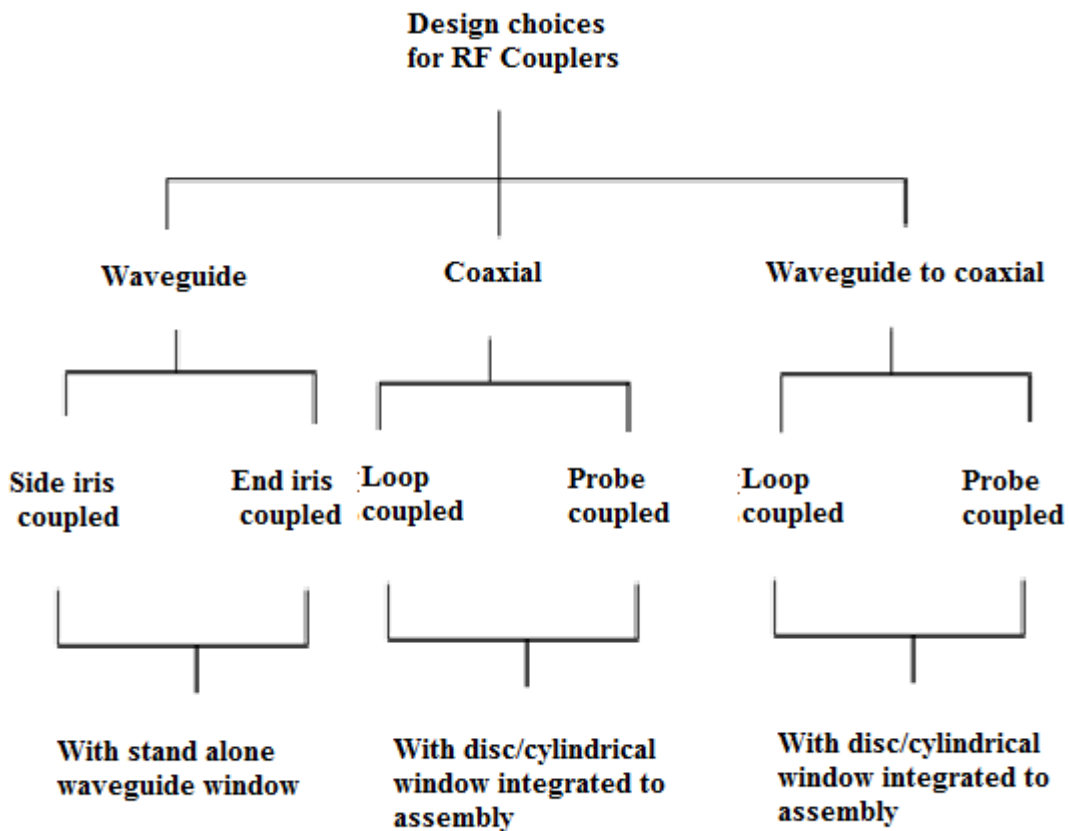 Design choices
for RF Couplers
Waveguide
Coaxial
Waveguide to coaxial
Side iris
coupled
End iris
coupled
Loop
coupled
Probe
coupled
Loop
coupled
Probe
coupled
With stand alone
waveguide window
With disc/cylindrical
window integrated to
assembly
With disc/cylindrical
window integrated to
assembly